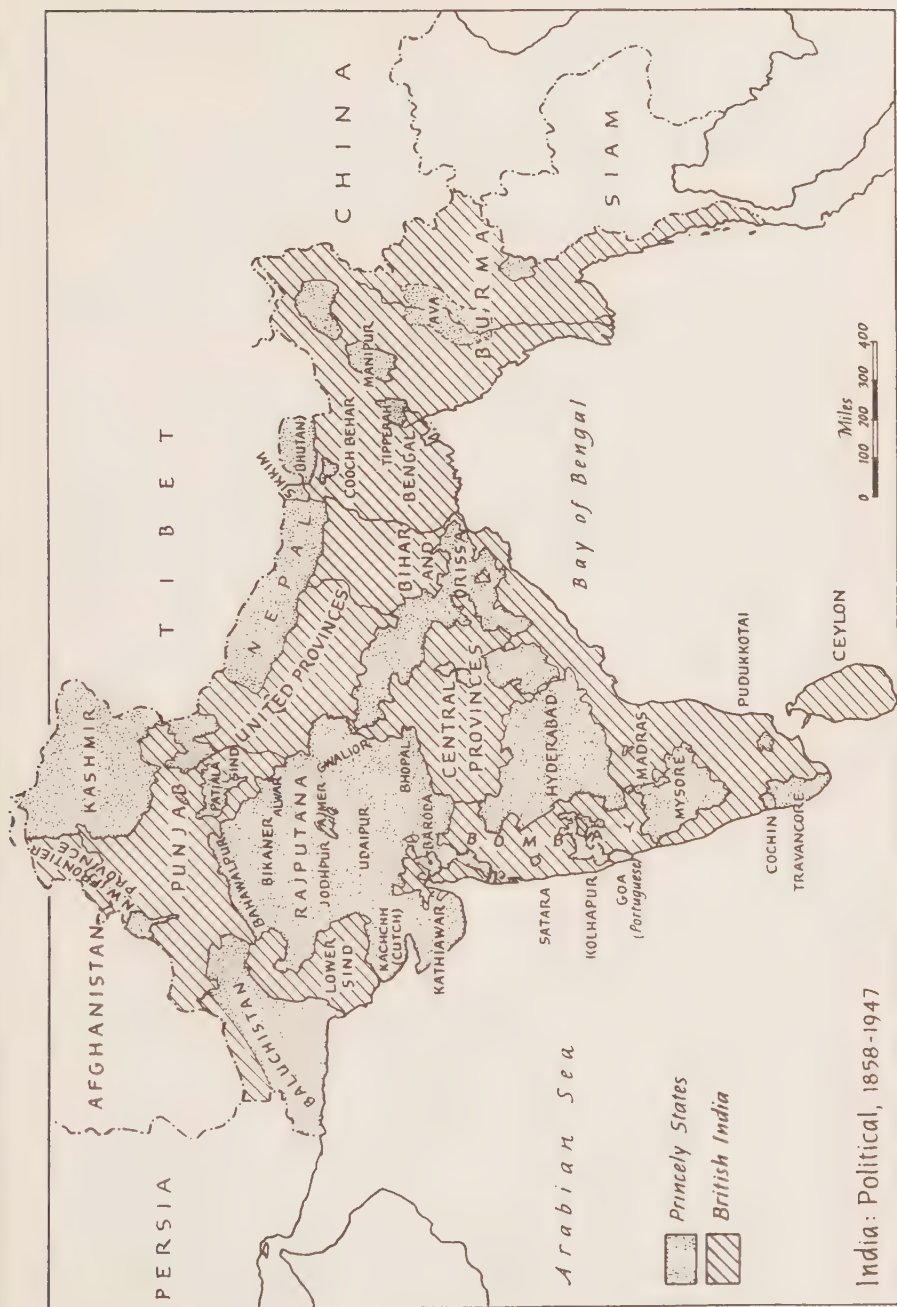 AFGHANISTAN
PERSIA
TIBET
CHINA
SIAM
KASHMIR
N.W. FRONTIER
PROVINCE
PUNJAB
PATIALA
SIND
BAHAWALPUR
BALUCHISTAN
BIKANER
ALWAR
RAJPUTANA
JODHPUR
AJMER
GWALIOR
UDAIPUR
LOWER
SIND
KACHCHH
(CUTCH)
KATHIAWAR
BARODA
BHOPAL
UNITED PROVINCES
NEPAL
SIKKIM
(BHUTAN)
COOCH BEHAR
MANIPUR
TIPPERAH
BENGAL
BIHAR
AND
ORISSA
AVA
BURMA
CENTRAL
PROVINCES
HYDERABAD
BOMBAY
SATARA
KOLHAPUR
GOA
(Portuguese)
MADRAS
MYSORE
COCHIN
TRAVANCORE
PUDUKKOTAI
CEYLON
Arabian Sea
Bay of Bengal
Miles
0 100 200 300 400
Princely States
British India
India: Political, 1858-1947